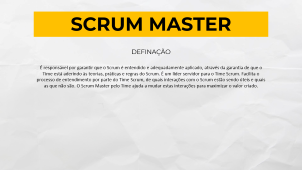 SCRUM MASTER
DEFINAÇÃO
É responsável por garantir que o Scrum é entendido e adequadamente aplicado, através da garantia de que o
Time está aderindo às teorias, práticas e regras do Scrum. É um líder servidor para o Time Scrum. Facilita o
processo de entendimento por parte do Time Scrum, de quais interações com o Scrum estão sendo úteis e quais
as que não são. O Scrum Master pelo Time ajuda a mudar estas interações para maximizar o valor criado.